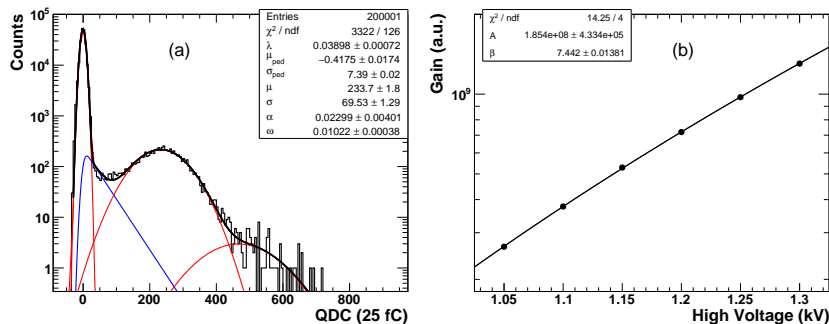 Entries 200001
χ² / ndf 3322 / 126
λ 0.03898 ± 0.00072
μ_ped −0.4175 ± 0.0174
σ_ped 7.39 ± 0.02
μ 233.7 ± 1.8
σ 69.53 ± 1.29
α 0.02299 ± 0.00401
ω 0.01022 ± 0.00038
(a)
Counts
10⁵
10⁴
10³
10²
10
1
0 200 400 600 800
QDC (25 fC)
χ² / ndf 14.25 / 4
A 1.854e+08 ± 4.334e+05
β 7.442 ± 0.01381
(b)
Gain (a.u.)
10⁹
1.05 1.1 1.15 1.2 1.25 1.3
High Voltage (kV)